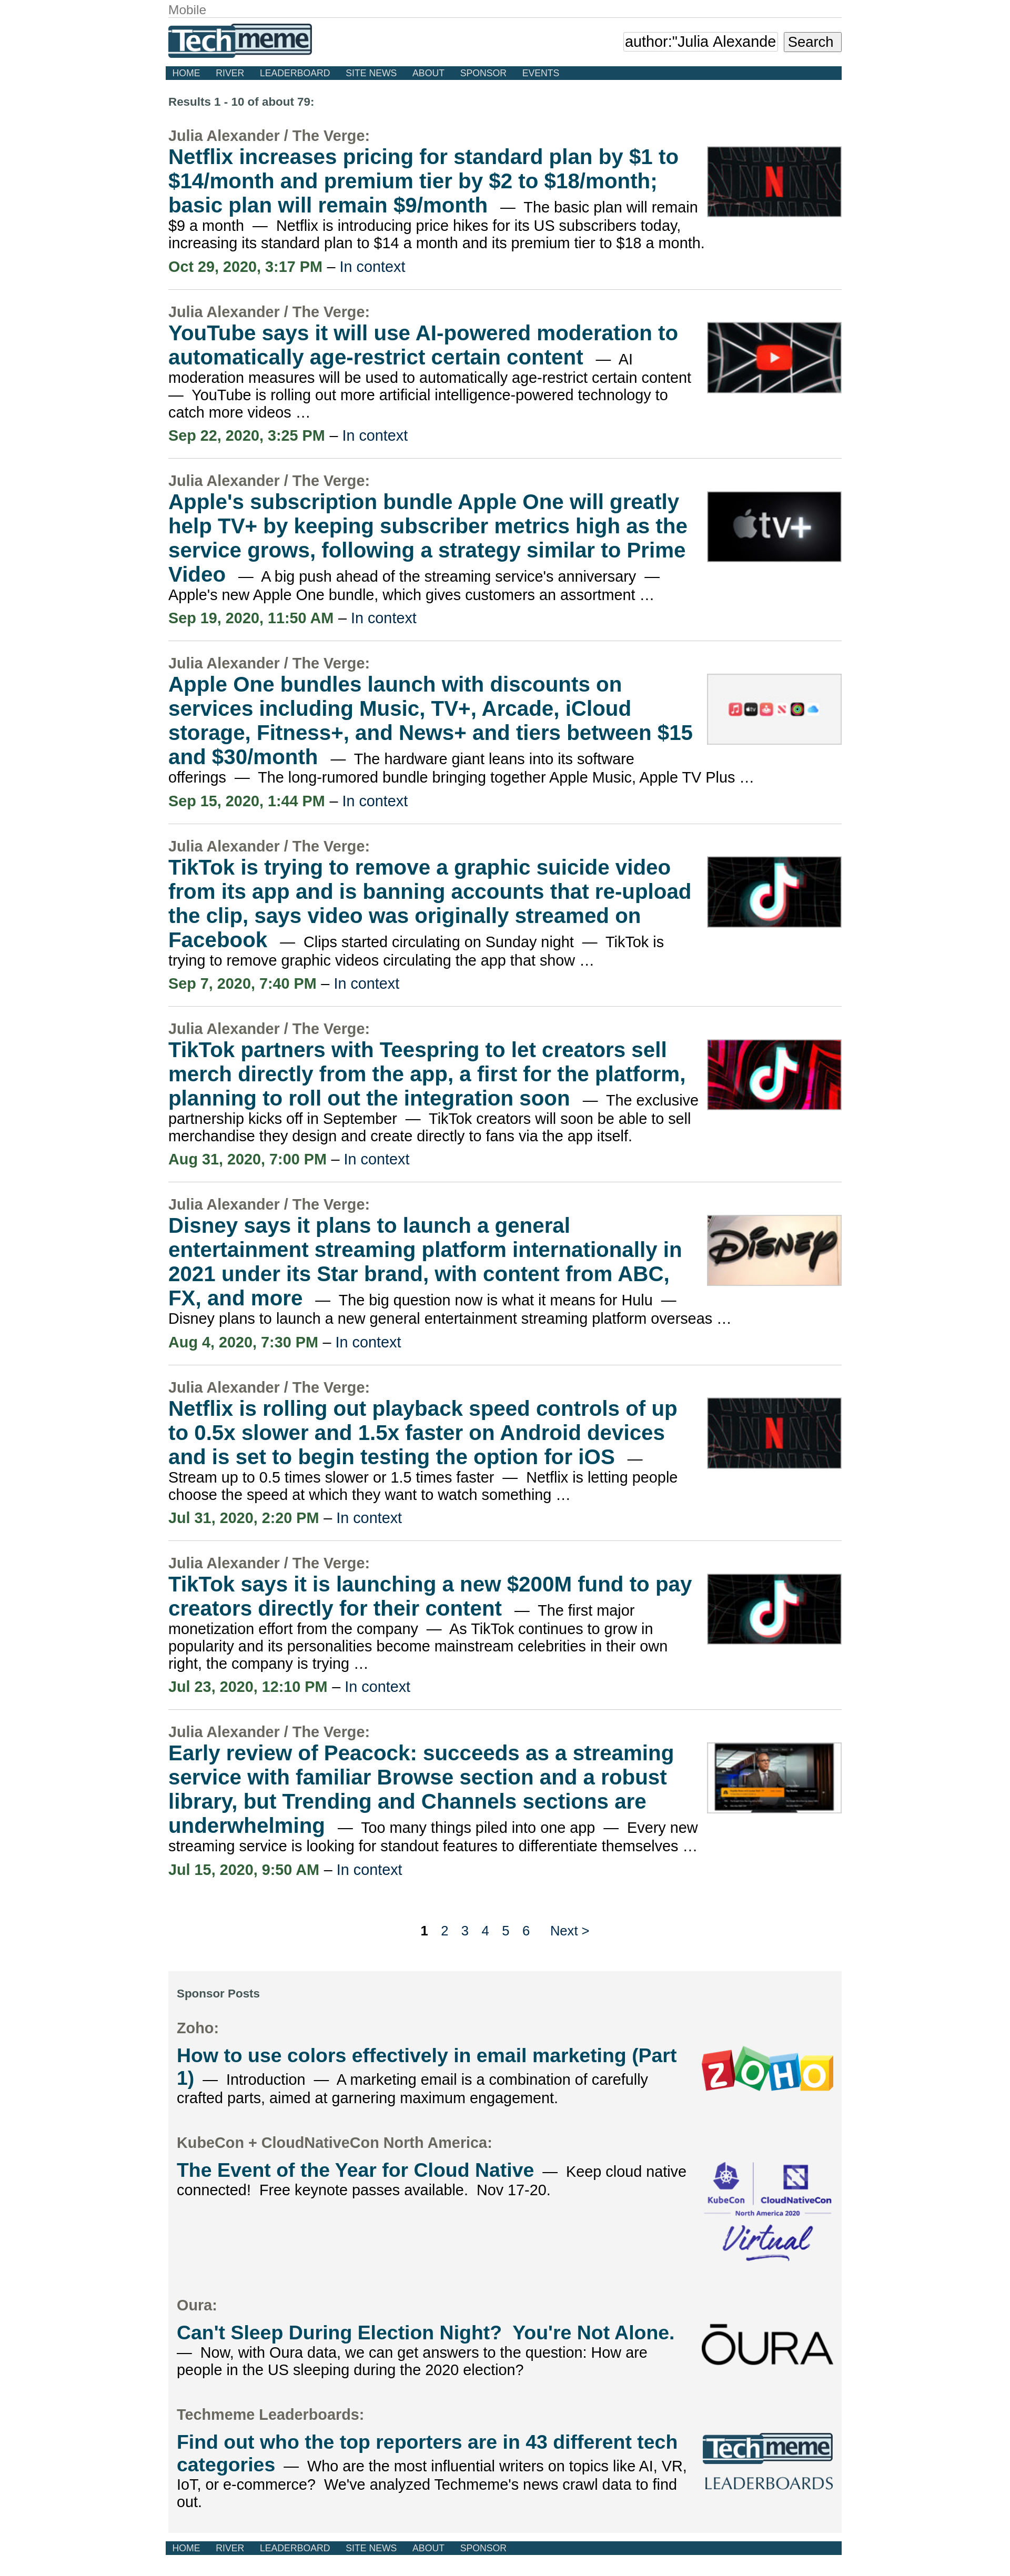 Mobile
Techmeme
author:"Julia Alexande
Search
HOME RIVER LEADERBOARD SITE NEWS ABOUT SPONSOR EVENTS
Results 1 - 10 of about 79:
Julia Alexander / The Verge:
Netflix increases pricing for standard plan by $1 to
$14/month and premium tier by $2 to $18/month;
basic plan will remain $9/month — The basic plan will remain
$9 a month — Netflix is introducing price hikes for its US subscribers today,
increasing its standard plan to $14 a month and its premium tier to $18 a month.
Oct 29, 2020, 3:17 PM – In context
Julia Alexander / The Verge:
YouTube says it will use AI-powered moderation to
automatically age-restrict certain content — AI
moderation measures will be used to automatically age-restrict certain content
— YouTube is rolling out more artificial intelligence-powered technology to
catch more videos …
Sep 22, 2020, 3:25 PM – In context
Julia Alexander / The Verge:
Apple's subscription bundle Apple One will greatly
help TV+ by keeping subscriber metrics high as the
service grows, following a strategy similar to Prime
Video — A big push ahead of the streaming service's anniversary —
Apple's new Apple One bundle, which gives customers an assortment …
tv+
Sep 19, 2020, 11:50 AM – In context
Julia Alexander / The Verge:
Apple One bundles launch with discounts on
services including Music, TV+, Arcade, iCloud
storage, Fitness+, and News+ and tiers between $15
and $30/month — The hardware giant leans into its software
offerings — The long-rumored bundle bringing together Apple Music, Apple TV Plus …
Sep 15, 2020, 1:44 PM – In context
Julia Alexander / The Verge:
TikTok is trying to remove a graphic suicide video
from its app and is banning accounts that re-upload
the clip, says video was originally streamed on
Facebook — Clips started circulating on Sunday night — TikTok is
trying to remove graphic videos circulating the app that show …
Sep 7, 2020, 7:40 PM – In context
Julia Alexander / The Verge:
TikTok partners with Teespring to let creators sell
merch directly from the app, a first for the platform,
planning to roll out the integration soon — The exclusive
partnership kicks off in September — TikTok creators will soon be able to sell
merchandise they design and create directly to fans via the app itself.
Aug 31, 2020, 7:00 PM – In context
Julia Alexander / The Verge:
Disney says it plans to launch a general
entertainment streaming platform internationally in
2021 under its Star brand, with content from ABC,
FX, and more — The big question now is what it means for Hulu —
Disney plans to launch a new general entertainment streaming platform overseas …
Disney
Aug 4, 2020, 7:30 PM – In context
Julia Alexander / The Verge:
Netflix is rolling out playback speed controls of up
to 0.5x slower and 1.5x faster on Android devices
and is set to begin testing the option for iOS —
Stream up to 0.5 times slower or 1.5 times faster — Netflix is letting people
choose the speed at which they want to watch something …
Jul 31, 2020, 2:20 PM – In context
Julia Alexander / The Verge:
TikTok says it is launching a new $200M fund to pay
creators directly for their content — The first major
monetization effort from the company — As TikTok continues to grow in
popularity and its personalities become mainstream celebrities in their own
right, the company is trying …
Jul 23, 2020, 12:10 PM – In context
Julia Alexander / The Verge:
Early review of Peacock: succeeds as a streaming
service with familiar Browse section and a robust
library, but Trending and Channels sections are
underwhelming — Too many things piled into one app — Every new
streaming service is looking for standout features to differentiate themselves …
Jul 15, 2020, 9:50 AM – In context
1 2 3 4 5 6 Next >
Sponsor Posts
Zoho:
How to use colors effectively in email marketing (Part
1) — Introduction — A marketing email is a combination of carefully
crafted parts, aimed at garnering maximum engagement.
ZOHO
KubeCon + CloudNativeCon North America:
The Event of the Year for Cloud Native — Keep cloud native
connected! Free keynote passes available. Nov 17-20.
KubeCon CloudNativeCon
North America 2020
Virtual
Oura:
Can't Sleep During Election Night? You're Not Alone.
— Now, with Oura data, we can get answers to the question: How are
people in the US sleeping during the 2020 election?
ŌURA
Techmeme Leaderboards:
Find out who the top reporters are in 43 different tech
categories — Who are the most influential writers on topics like AI, VR,
IoT, or e-commerce? We've analyzed Techmeme's news crawl data to find
out.
Techmeme
LEADERBOARDS
HOME RIVER LEADERBOARD SITE NEWS ABOUT SPONSOR